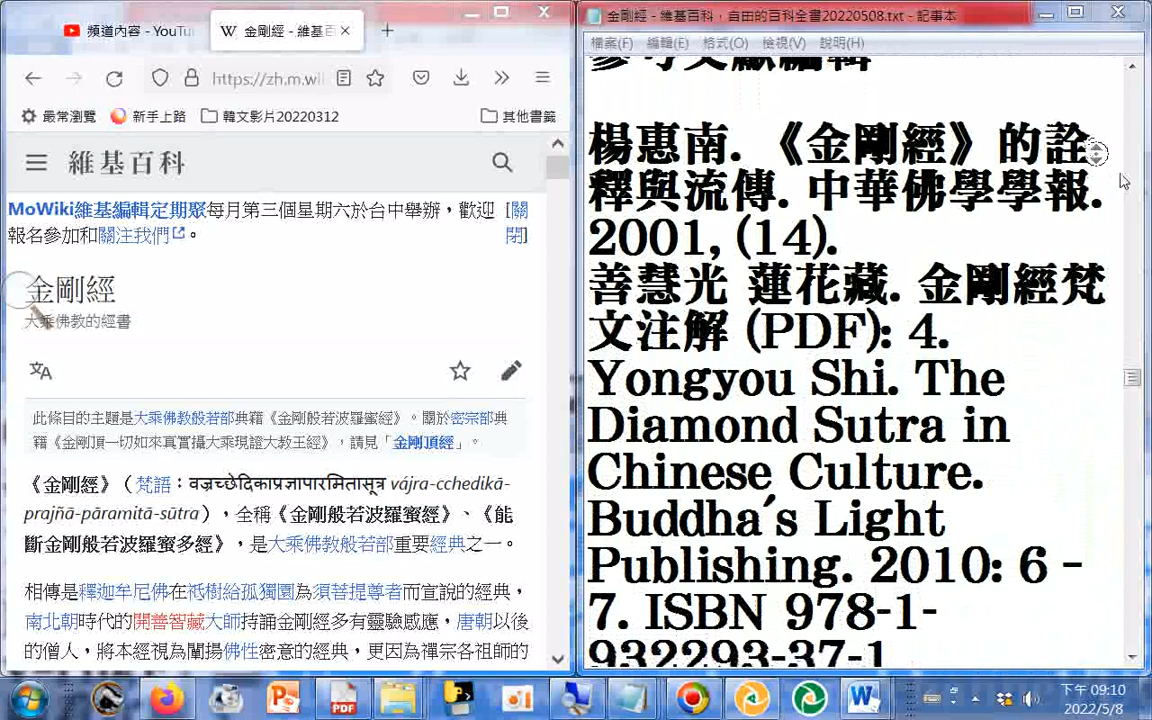 頻道內容 - YouTu
金剛經 - 維基百
https://zh.m.wi
最常瀏覽
新手上路
韓文影片20220312
其他書籤
維基百科
MoWiki維基編輯定期聚每月第三個星期六於台中舉辦，歡迎
報名參加和關注我們。
[關
閉]
金剛經
大乘佛教的經書
此條目的主題是大乘佛教般若部典籍《金剛般若波羅蜜經》。關於密宗部典
籍《金剛頂一切如來真實攝大乘現證大教王經》，請見「金剛頂經」。
《金剛經》（梵語：वज्रच्छेदिकाप्रज्ञापारमितासूत्र vájra-cchedikā-
prajñā-pāramitā-sūtra），全稱《金剛般若波羅蜜經》、《能
斷金剛般若波羅蜜多經》，是大乘佛教般若部重要經典之一。
相傳是釋迦牟尼佛在祇樹給孤獨園為須菩提尊者而宣說的經典，
南北朝時代的開善智藏大師持誦金剛經多有靈驗感應，唐朝以後
的僧人，將本經視為闡揚佛性密意的經典，更因為禪宗各祖師的
金剛經 - 維基百科，自由的百科全書20220508.txt - 記事本
檔案(F) 編輯(E) 格式(O) 檢視(V) 說明(H)
參考文獻編輯
楊惠南. 《金剛經》的詮
釋與流傳. 中華佛學學報.
2001, (14).
善慧光 蓮花藏. 金剛經梵
文注解 (PDF): 4.
Yongyou Shi. The
Diamond Sutra in
Chinese Culture.
Buddha's Light
Publishing. 2010: 6 –
7. ISBN 978-1-
932293-37-1
PDF
下午 09:10
2022/5/8